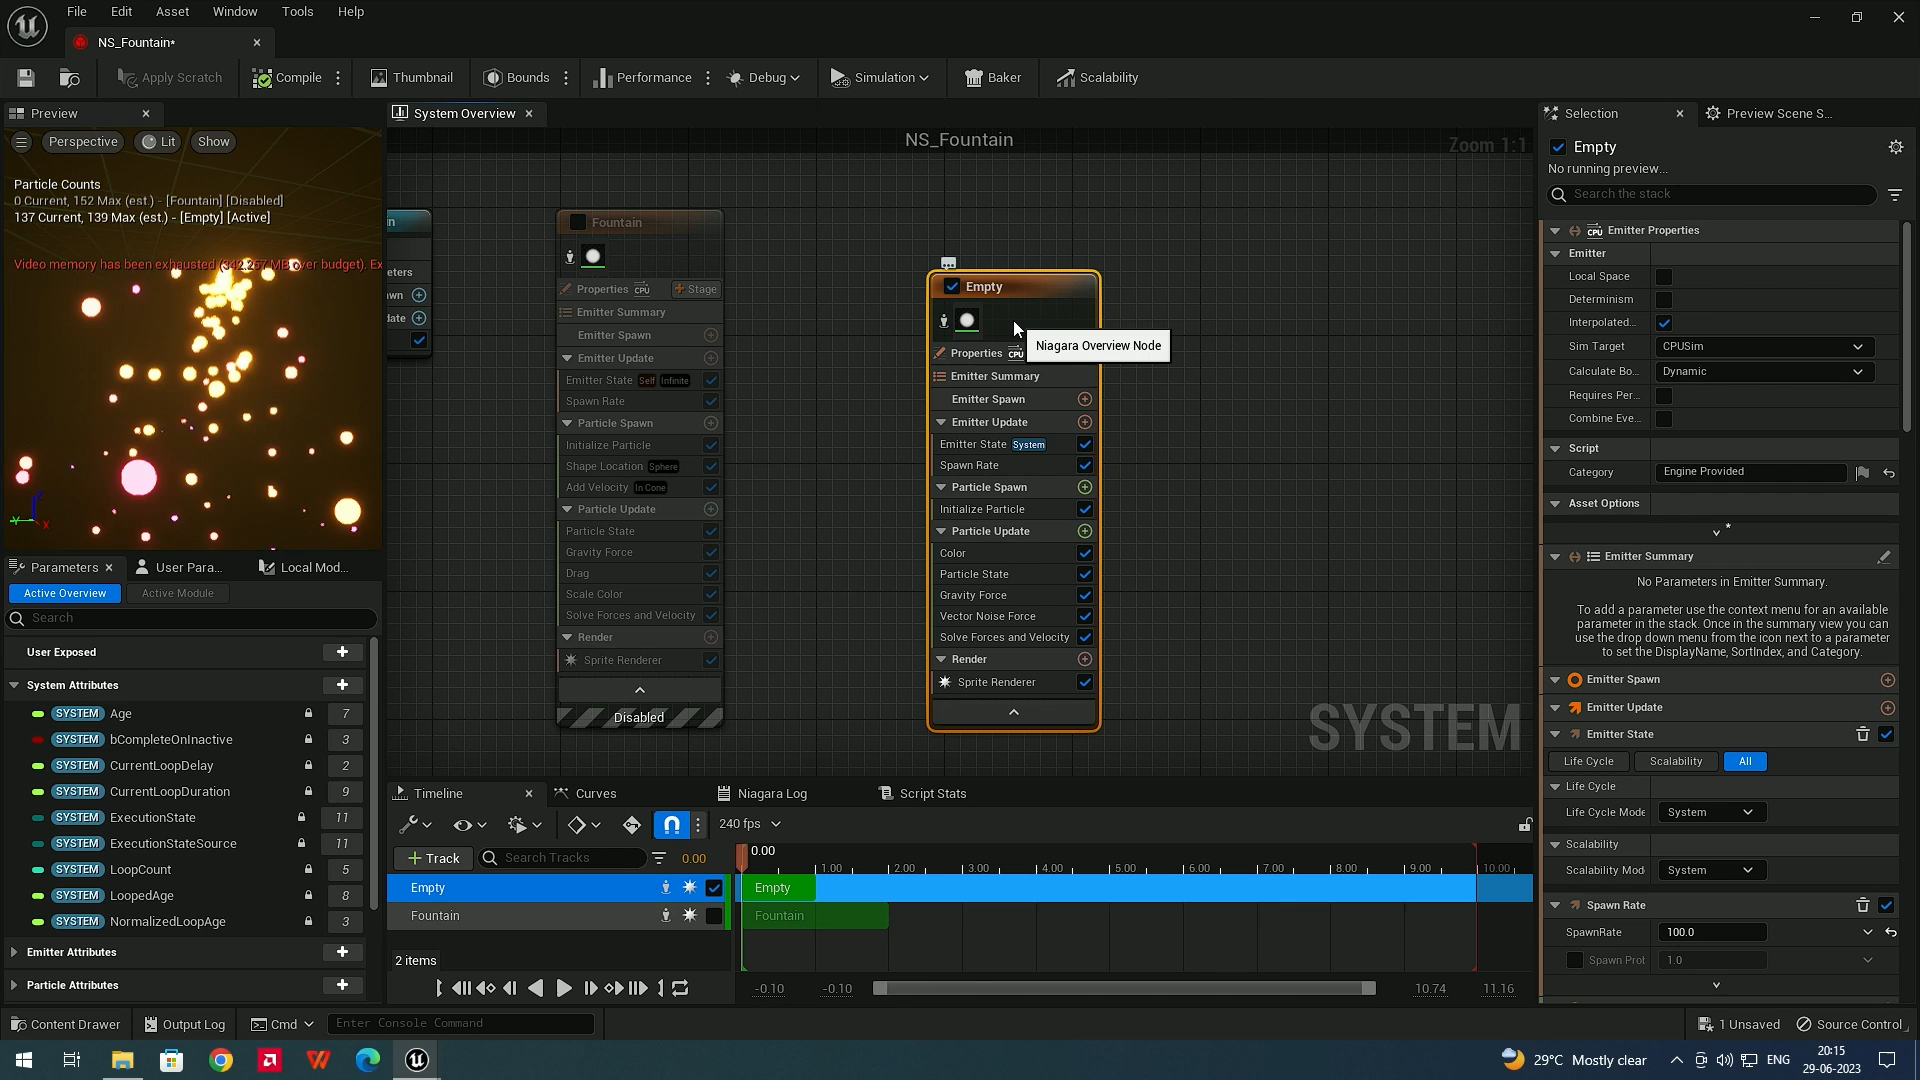 File Edit Asset Window Tools Help
NS_Fountain*
Apply Scratch Compile Thumbnail Bounds Performance Debug Simulation Baker Scalability
Preview
Perspective Lit Show
Particle Counts
0 Current, 152 Max (est.) - [Fountain] [Disabled]
137 Current, 139 Max (est.) - [Empty] [Active]
Video memory has been exhausted (342.257 MB over budget). Ex
System Overview
NS_Fountain
Zoom 1:1
n
eters
wn
date
Fountain
Properties CPU Stage
Emitter Summary
Emitter Spawn
Emitter Update
Emitter State Self Infinite
Spawn Rate
Particle Spawn
Initialize Particle
Shape Location Sphere
Add Velocity In Cone
Particle Update
Particle State
Gravity Force
Drag
Scale Color
Solve Forces and Velocity
Render
Sprite Renderer
Disabled
Empty
Niagara Overview Node
Properties CPU
Emitter Summary
Emitter Spawn
Emitter Update
Emitter State System
Spawn Rate
Particle Spawn
Initialize Particle
Particle Update
Color
Particle State
Gravity Force
Vector Noise Force
Solve Forces and Velocity
Render
Sprite Renderer
SYSTEM
Parameters User Para... Local Mod...
Active Overview Active Module
Search
User Exposed
System Attributes
SYSTEM Age 7
SYSTEM bCompleteOnInactive 3
SYSTEM CurrentLoopDelay 2
SYSTEM CurrentLoopDuration 9
SYSTEM ExecutionState 11
SYSTEM ExecutionStateSource 11
SYSTEM LoopCount 5
SYSTEM LoopedAge 8
SYSTEM NormalizedLoopAge 3
Emitter Attributes
Particle Attributes
Timeline Curves Niagara Log Script Stats
240 fps
+ Track Search Tracks 0.00
0.00
1.00 2.00 3.00 4.00 5.00 6.00 7.00 8.00 9.00 10.00
Empty Empty
Fountain Fountain
2 items
-0.10 -0.10 10.74 11.16
Selection Preview Scene S...
Empty
No running preview...
Search the stack
CPU Emitter Properties
Emitter
Local Space
Determinism
Interpolated...
Sim Target CPUSim
Calculate Bo... Dynamic
Requires Per...
Combine Eve...
Script
Category Engine Provided
Asset Options
*
Emitter Summary
No Parameters in Emitter Summary.
To add a parameter use the context menu for an available
parameter in the stack. Once in the summary view you can
use the drop down menu from the icon next to a parameter
to set the DisplayName, SortIndex, and Category.
Emitter Spawn
Emitter Update
Emitter State
Life Cycle Scalability All
Life Cycle
Life Cycle Mode System
Scalability
Scalability Mod System
Spawn Rate
SpawnRate 100.0
Spawn Prot 1.0
Content Drawer Output Log Cmd Enter Console Command 1 Unsaved Source Control
29°C Mostly clear ENG 20:15
29-06-2023